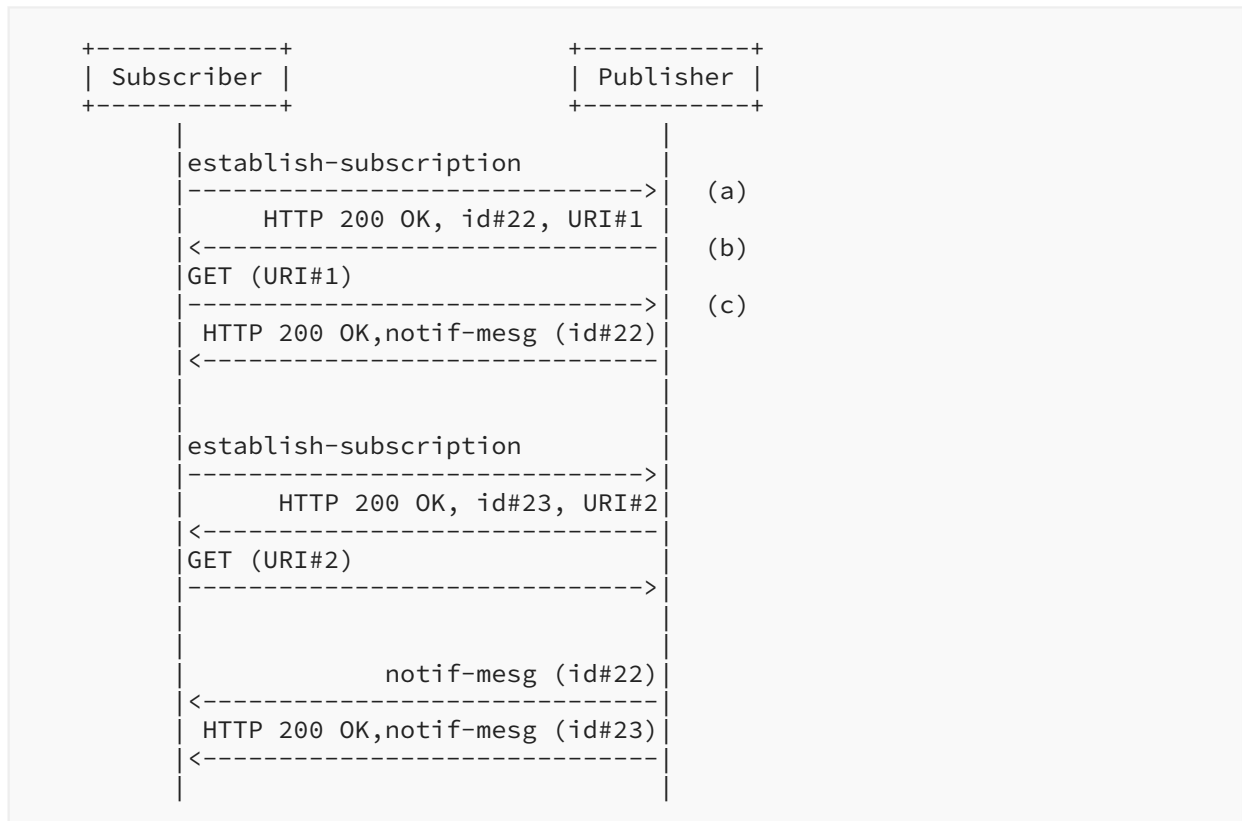 Subscriber Publisher
establish-subscription
(a)
HTTP 200 OK, id#22, URI#1
(b)
GET (URI#1)
(c)
HTTP 200 OK,notif-mesg (id#22)
establish-subscription
HTTP 200 OK, id#23, URI#2
GET (URI#2)
notif-mesg (id#22)
HTTP 200 OK,notif-mesg (id#23)